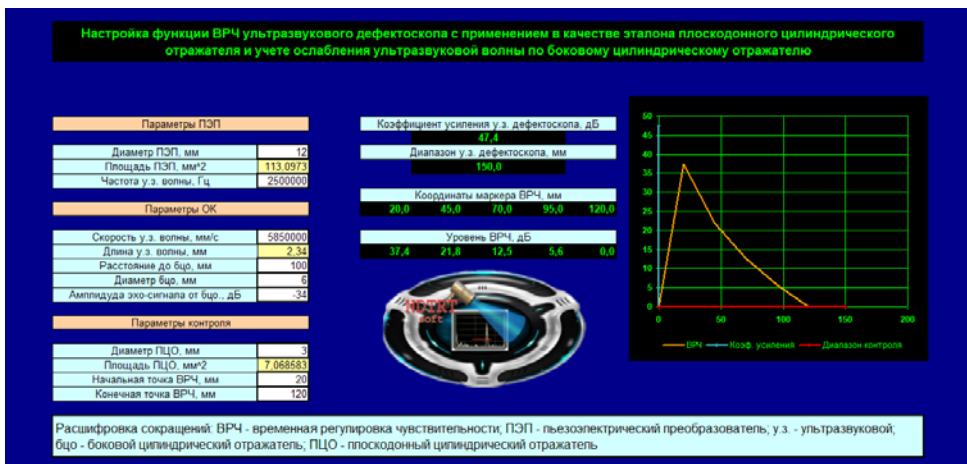 Настройка функции ВРЧ ультразвукового дефектоскопа с применением в качестве эталона плоскодонного цилиндрического
отражателя и учете ослабления ультразвуковой волны по боковому цилиндрическому отражателю
Параметры ПЭП
Диаметр ПЭП, мм 12
Площадь ПЭП, мм^2 113,0973
Частота у.з. волны, Гц 2500000
Параметры ОК
Скорость у.з. волны, мм/с 5850000
Длина у.з. волны, мм 2,34
Расстояние до бцо, мм 100
Диаметр бцо, мм 6
Амплидуда эхо-сигнала от бцо., дБ -34
Параметры контроля
Диаметр ПЦО, мм 3
Площадь ПЦО, мм^2 7,068583
Начальная точка ВРЧ, мм 20
Конечная точка ВРЧ, мм 120
Коэффициент усиления у.з. дефектоскопа, дБ
47,4
Диапазон у.з. дефектоскопа, мм
150,0
Координаты маркера ВРЧ, мм
20,0 45,0 70,0 95,0 120,0
Уровень ВРЧ, дБ
37,4 21,8 12,5 5,6 0,0
NDTRT
soft
50
45
40
35
30
25
20
15
10
5
0
0 50 100 150 200
ВРЧ Коэф. усиления Диапазон контроля
Расшифровка сокращений: ВРЧ - временная регулировка чувствительности; ПЭП - пьезоэлектрический преобразователь; у.з. - ультразвуковой;
бцо - боковой цилиндрический отражатель; ПЦО - плоскодонный цилиндрический отражатель